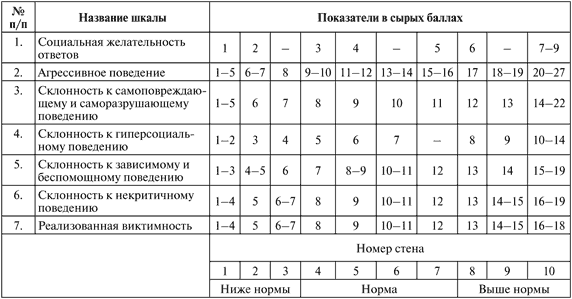 № п/п Название шкалы Показатели в сырых баллах
1. Социальная желательность ответов 1 2 – 3 4 – 5 6 – 7–9
2. Агрессивное поведение 1–5 6–7 8 9–10 11–12 13–14 15–16 17 18–19 20–27
3. Склонность к самоповреждаю-
щему и саморазрушающему
поведению 1–5 6 7 8 9 10 11 12 13 14–22
4. Склонность к гиперсоциаль-
ному поведению 1–2 3 4 5 6 7 – 8 9 10–14
5. Склонность к зависимому и
беспомощному поведению 1–3 4–5 6 7 8–9 10–11 12 13 14 15–19
6. Склонность к некритичному
поведению 1–4 5 6–7 8 9 10–11 12 13 14–15 16–19
7. Реализованная виктимность 1–4 5 6–7 8 9 10–11 12 13 14–15 16–18
Номер стена
1 2 3 4 5 6 7 8 9 10
Ниже нормы Норма Выше нормы